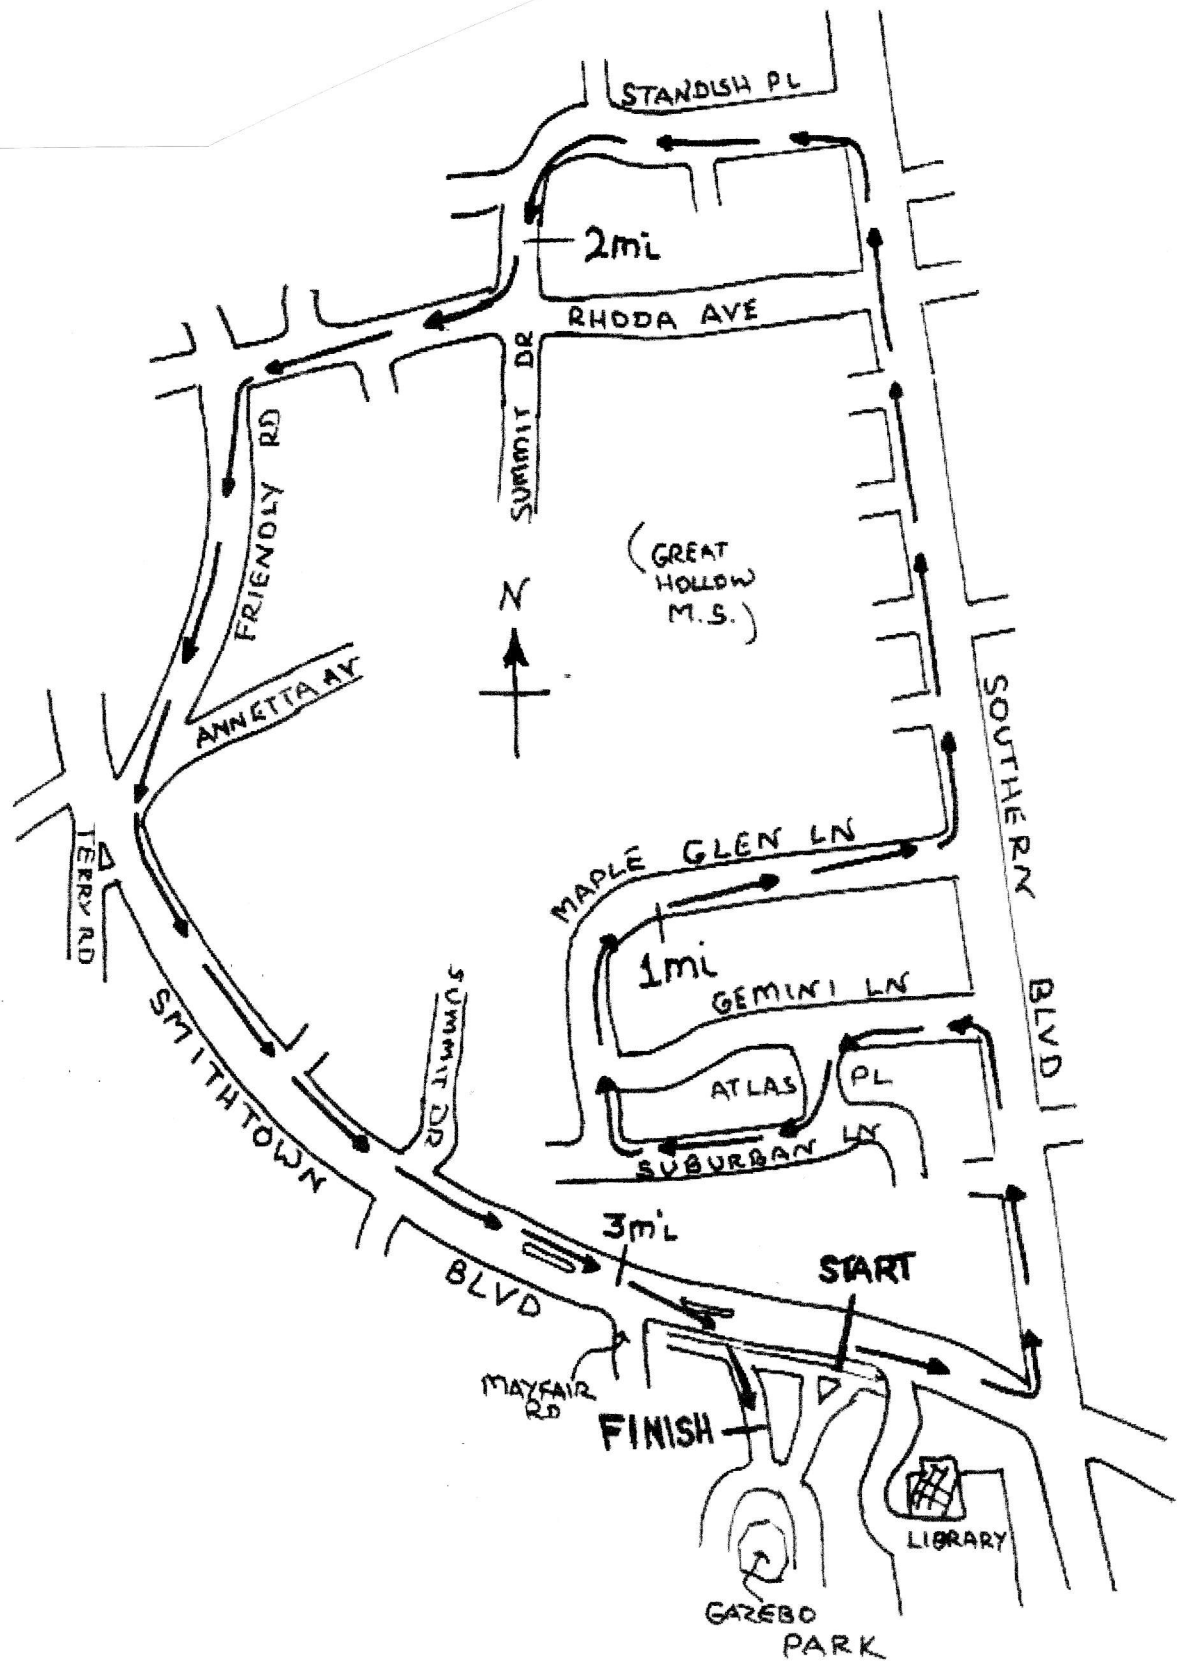 STANDISH PL
2mi
RHODA AVE
SUMMIT DR
FRIENDLY RD
(GREAT
HOLLOW
M.S.)
N
ANNETTA AV
SOUTHERN
BLVD
MAPLE GLEN LN
TERRY RD
1mi
GEMINI LN
SUMMIT DR
ATLAS PL
SUBURBAN LN
SMITHTOWN
BLVD
3mi
START
MAYFAIR
RD
FINISH
LIBRARY
GAZEBO
PARK